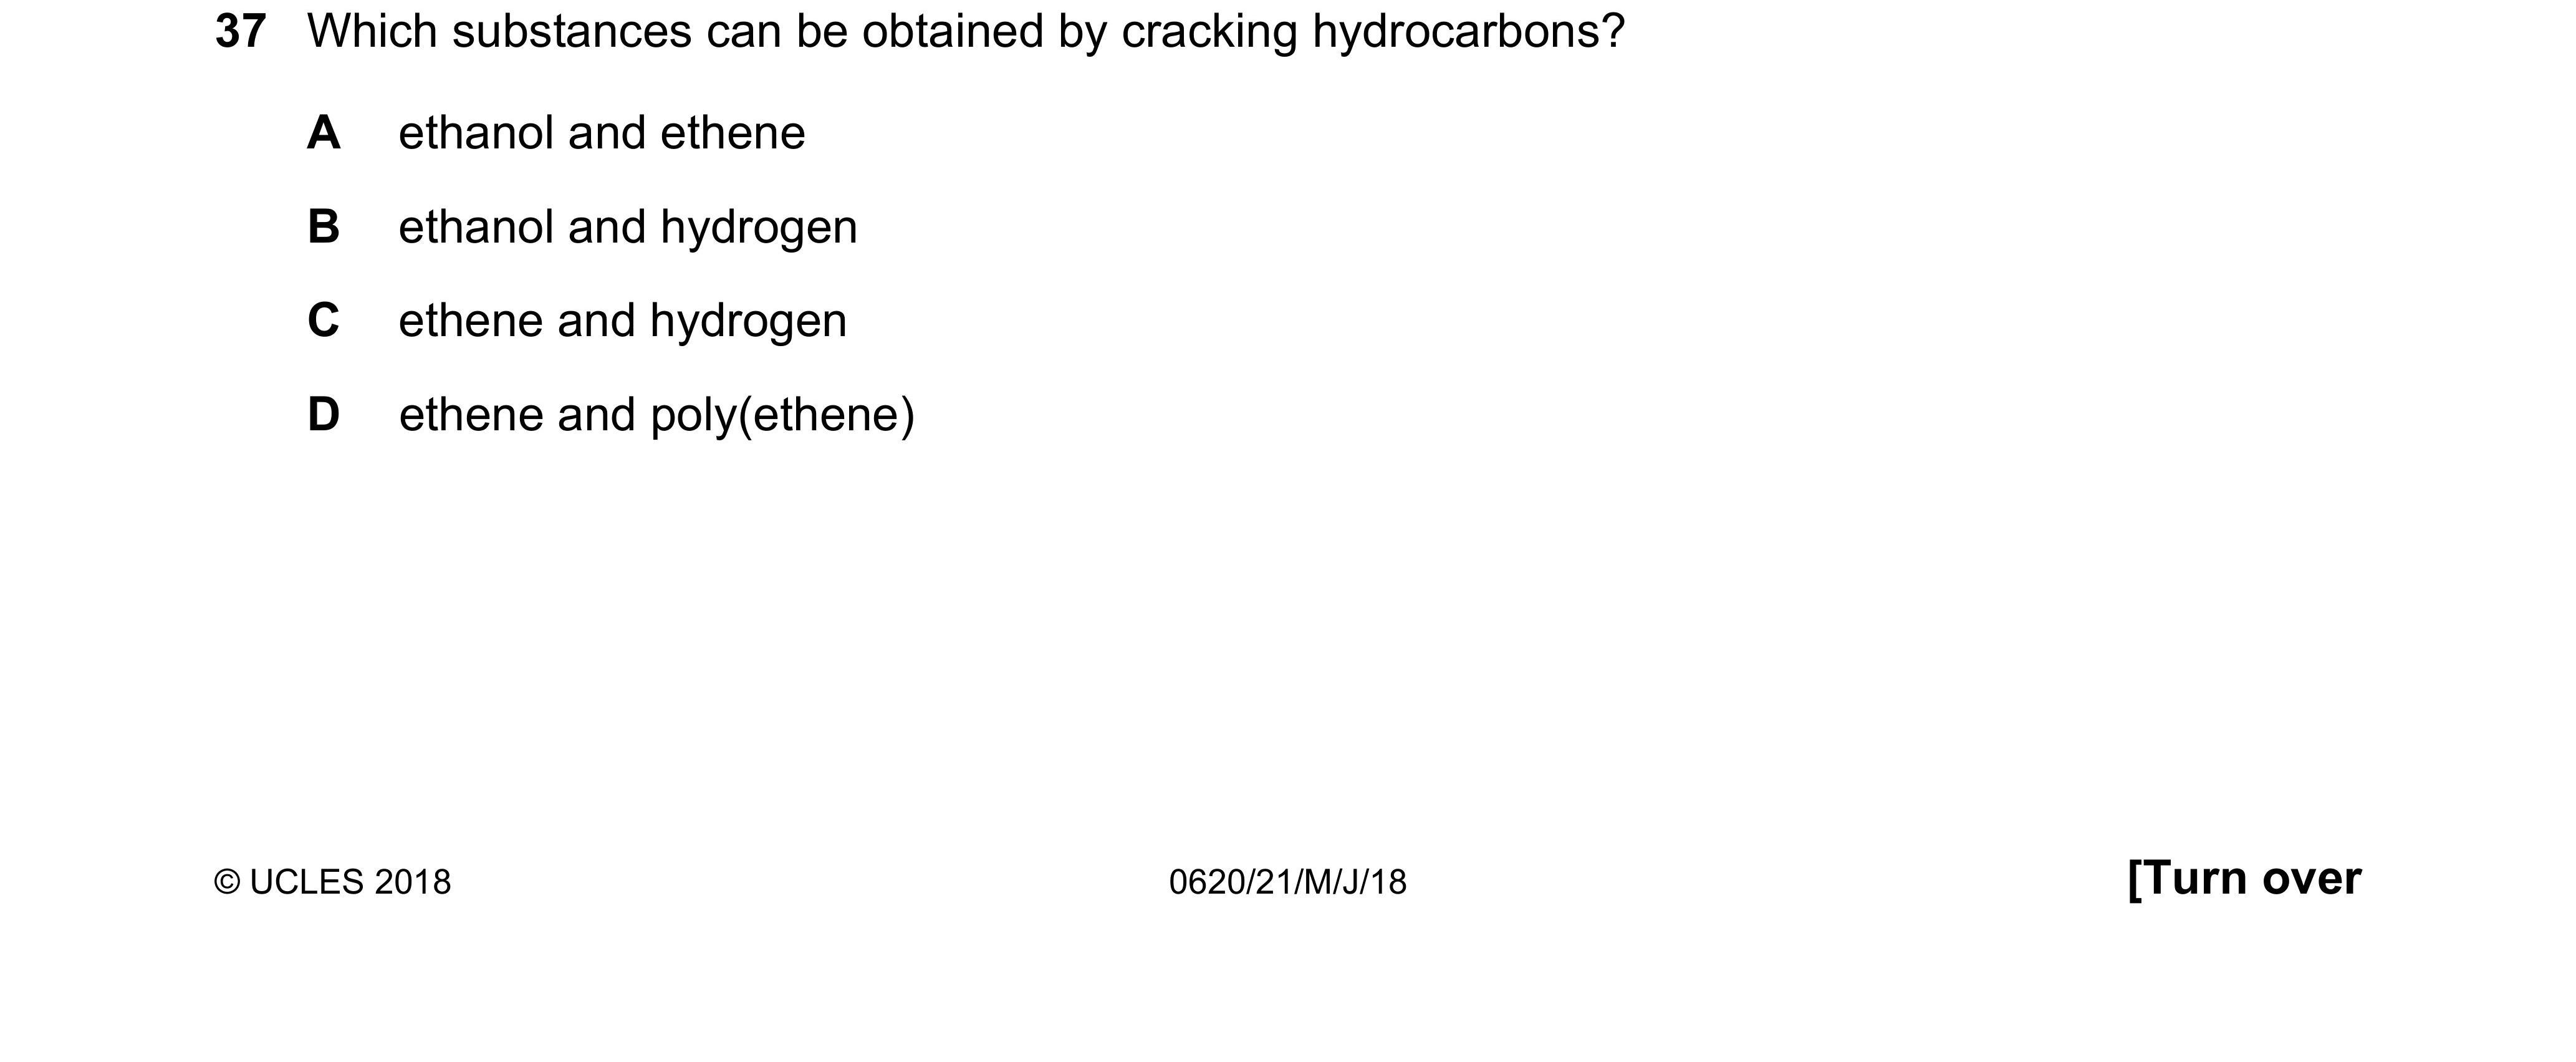 37 Which substances can be obtained by cracking hydrocarbons?
A ethanol and ethene
B ethanol and hydrogen
C ethene and hydrogen
D ethene and poly(ethene)
© UCLES 2018 0620/21/M/J/18 [Turn over